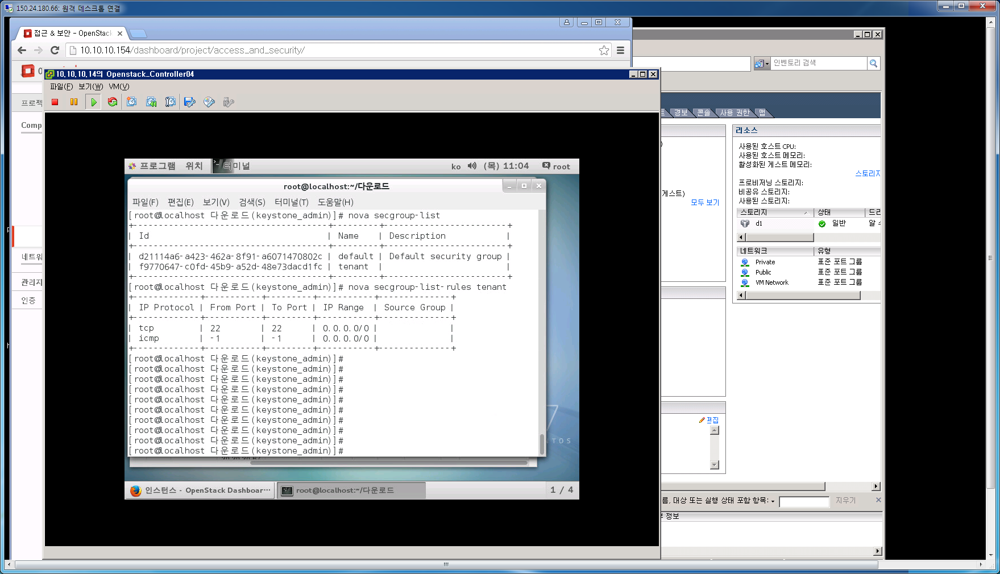 150.24.180.66: 원격 데스크톱 연결
접근 & 보안 - OpenStac
10.10.10.154/dashboard/project/access_and_security/
인벤토리 검색
프로젝
Comp
네트워
관리자
인증
10.10.10.14의 Openstack_Controller04
파일(F) 보기(W) VM(V)
프로그램 위치 터미널 ko (목) 11:04 root
root@localhost:~/다운로드
파일(F) 편집(E) 보기(V) 검색(S) 터미널(T) 도움말(H)
[root@localhost 다운로드(keystone_admin)]# nova secgroup-list
+--------------------------------------+---------+------------------------+
| Id | Name | Description |
+--------------------------------------+---------+------------------------+
| d21114a6-a423-462a-8f91-a6071470802c | default | Default security group |
| f9770647-c0fd-45b9-a52d-48e73dacd1fc | tenant | |
+--------------------------------------+---------+------------------------+
[root@localhost 다운로드(keystone_admin)]# nova secgroup-list-rules tenant
+-------------+-----------+---------+-----------+--------------+
| IP Protocol | From Port | To Port | IP Range | Source Group |
+-------------+-----------+---------+-----------+--------------+
| tcp | 22 | 22 | 0.0.0.0/0 | |
| icmp | -1 | -1 | 0.0.0.0/0 | |
+-------------+-----------+---------+-----------+--------------+
[root@localhost 다운로드(keystone_admin)]#
[root@localhost 다운로드(keystone_admin)]#
[root@localhost 다운로드(keystone_admin)]#
[root@localhost 다운로드(keystone_admin)]#
[root@localhost 다운로드(keystone_admin)]#
[root@localhost 다운로드(keystone_admin)]#
[root@localhost 다운로드(keystone_admin)]#
[root@localhost 다운로드(keystone_admin)]#
[root@localhost 다운로드(keystone_admin)]#
[root@localhost 다운로드(keystone_admin)]#
7
NTOS
인스턴스 - OpenStack Dashboar...
root@localhost:~/다운로드
1 / 4
트 경보 콘솔 사용 권한 맵
게스트)
모두 보기
편집
리소스
사용된 호스트 CPU:
사용된 호스트 메모리:
활성화된 게스트 메모리:
스토리지
프로비저닝 스토리지:
비공유 스토리지:
사용된 스토리지:
스토리지 상태 드리
d1 일반 알 수
네트워크 유형
Private 표준 포트 그룹
Public 표준 포트 그룹
VM Network 표준 포트 그룹
름, 대상 또는 실행 상태 포함 항목: 지우기
정보